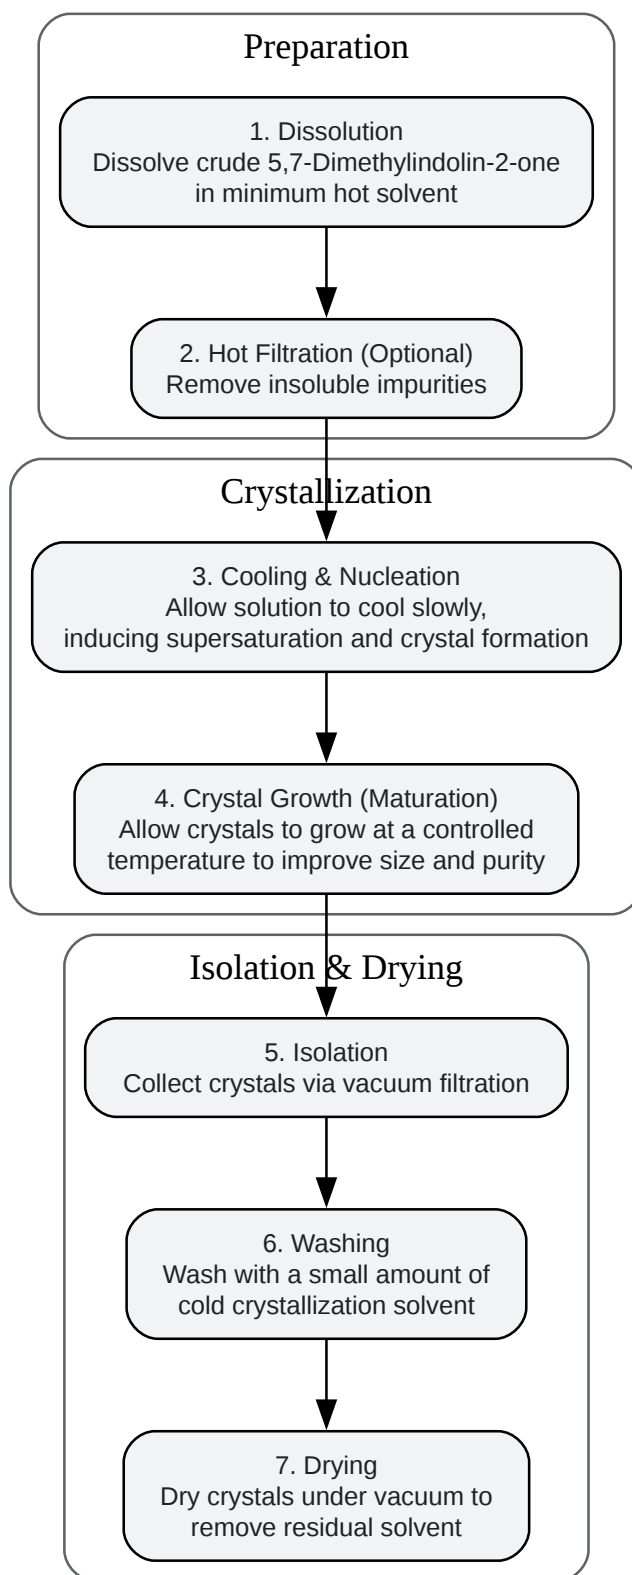 Preparation
1. Dissolution
Dissolve crude 5,7-Dimethylindolin-2-one
in minimum hot solvent
2. Hot Filtration (Optional)
Remove insoluble impurities
Crystallization
3. Cooling & Nucleation
Allow solution to cool slowly,
inducing supersaturation and crystal formation
4. Crystal Growth (Maturation)
Allow crystals to grow at a controlled
temperature to improve size and purity
Isolation & Drying
5. Isolation
Collect crystals via vacuum filtration
6. Washing
Wash with a small amount of
cold crystallization solvent
7. Drying
Dry crystals under vacuum to
remove residual solvent